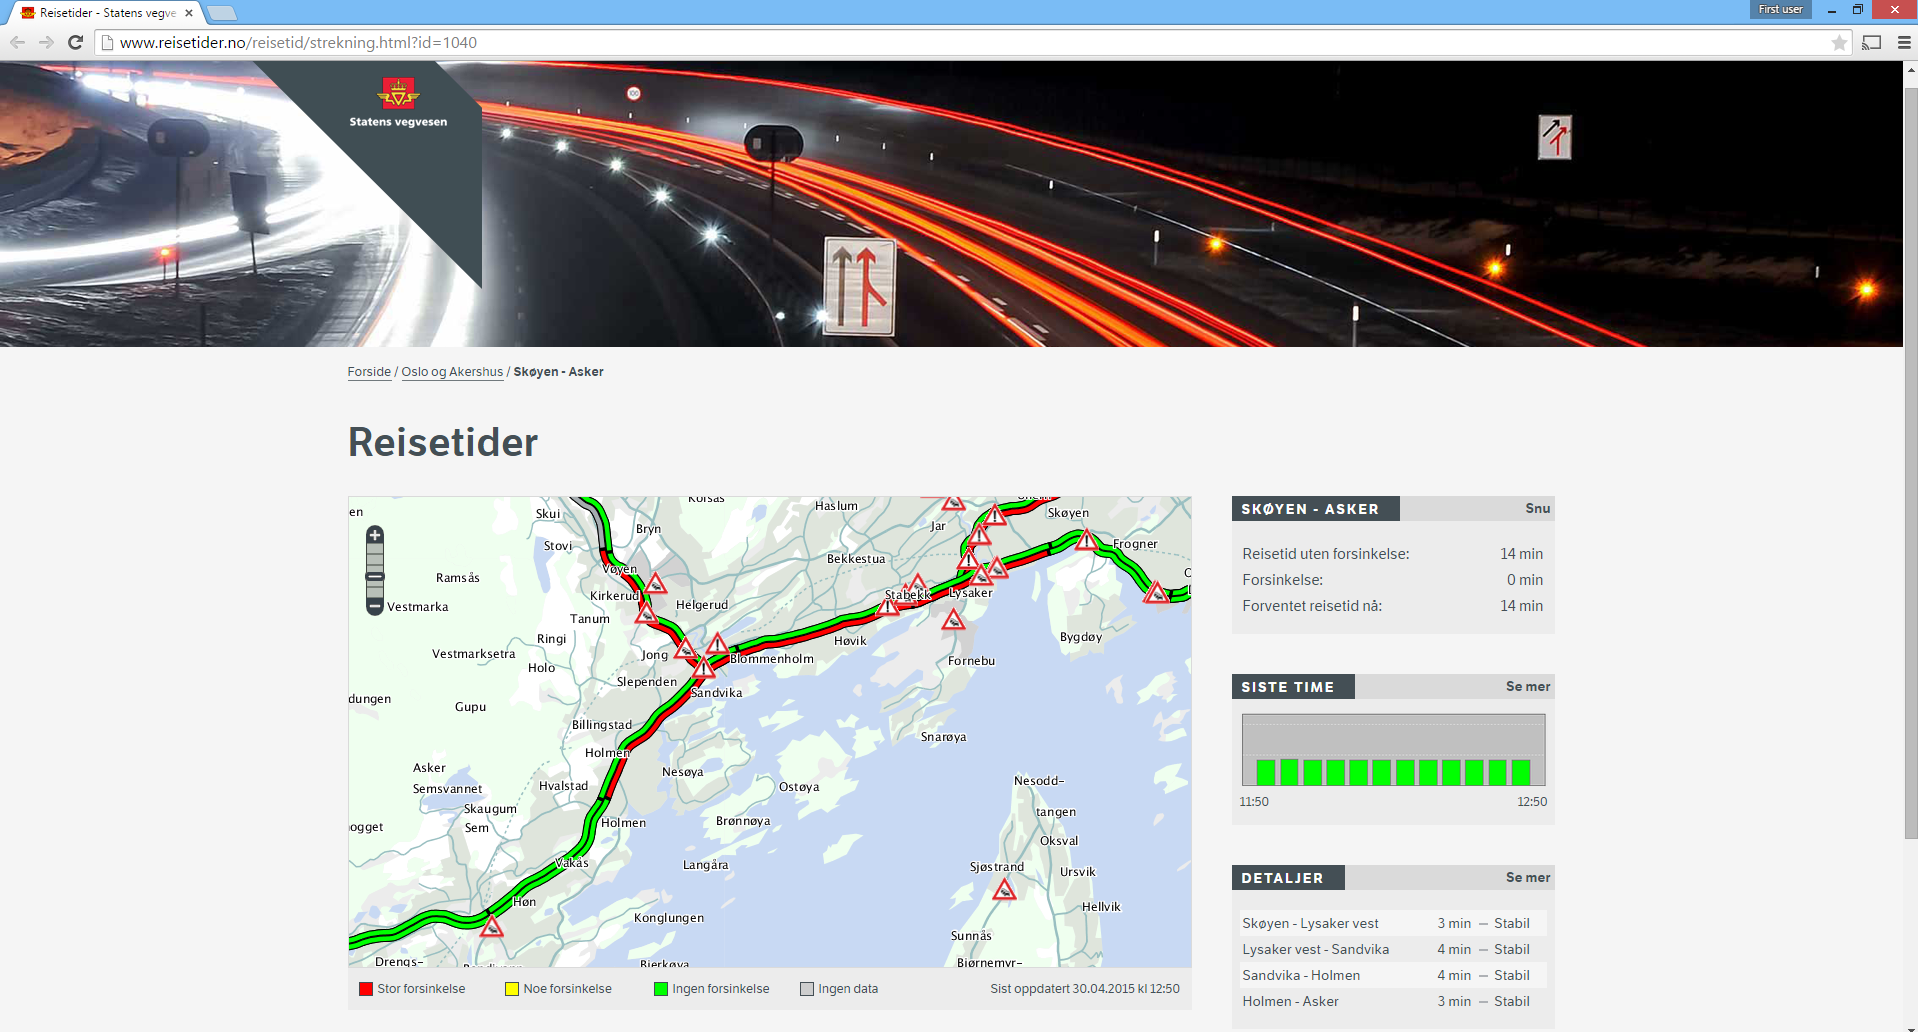 Reisetider - Statens vegve
First user
www.reisetider.no/reisetid/strekning.html?id=1040
100
Statens vegvesen
Forside / Oslo og Akershus / Skøyen - Asker
Reisetider
en
Skui
Bryn
Stovi
Vøyen
Ramsås
Kirkerud
Vestmarka
Helgerud
Tanum
Ringi
Vestmarksetra
Jong
Holo
Slependen
dungen
Gupu
Sandvika
Billingstad
Holmen
Asker
Semsvannet
Hvalstad
Nesøya
Skaugum
Sem
ogget
Holmen
Vakås
Høn
Drengs-
Haslum
Jar
Skøyen
Bekkestua
Frogner
Stabekk
Lysaker
Høvik
Bygdøy
Blommenholm
Fornebu
Snarøya
Ostøya
Brønnøya
Langåra
Konglungen
Bjerkøya
Nesodd-
tangen
Oksval
Sjøstrand
Ursvik
Hellvik
Sunnås
Bjørnemyr-
Stor forsinkelse
Noe forsinkelse
Ingen forsinkelse
Ingen data
Sist oppdatert 30.04.2015 kl 12:50
SKØYEN - ASKER
Snu
Reisetid uten forsinkelse: 14 min
Forsinkelse: 0 min
Forventet reisetid nå: 14 min
SISTE TIME
Se mer
11:50
12:50
DETALJER
Se mer
Skøyen - Lysaker vest 3 min – Stabil
Lysaker vest - Sandvika 4 min – Stabil
Sandvika - Holmen 4 min – Stabil
Holmen - Asker 3 min – Stabil